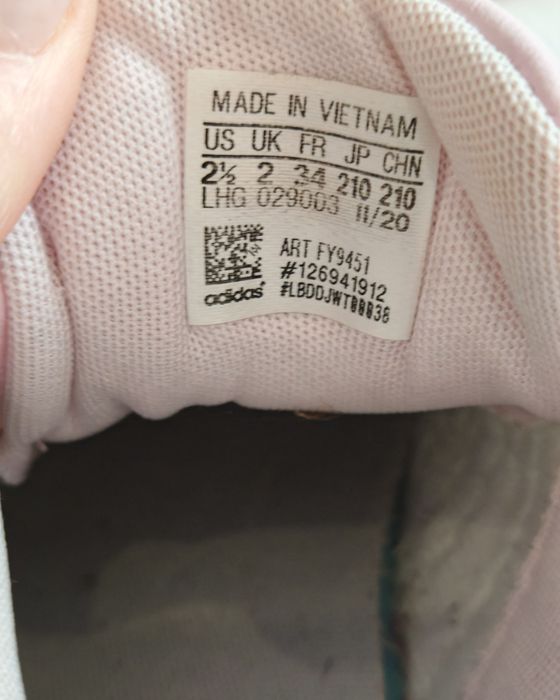 MADE IN VIETNAM
US UK FR JP CHN
2½ 2 34 210 210
LHG 029003 11/20
ART FY9451
#126941912
#LBDDJWT00038
adidas